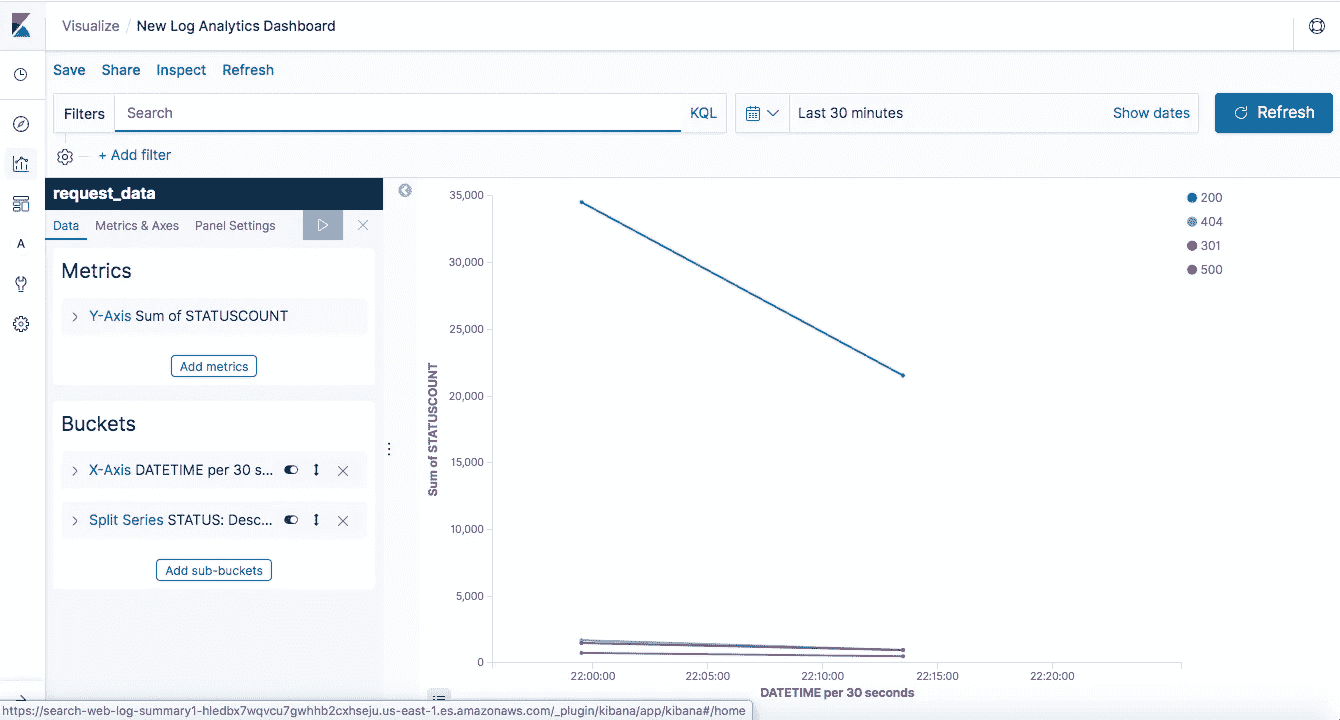 Visualize / New Log Analytics Dashboard
Save Share Inspect Refresh
Filters Search KQL Last 30 minutes Show dates Refresh
+ Add filter
request_data
Data Metrics & Axes Panel Settings
Metrics
Y-Axis Sum of STATUSCOUNT
Add metrics
Buckets
X-Axis DATETIME per 30 s...
Split Series STATUS: Desc...
Add sub-buckets
A
Sum of STATUSCOUNT
35,000
30,000
25,000
20,000
15,000
10,000
5,000
0
22:00:00 22:05:00 22:10:00 22:15:00 22:20:00
DATETIME per 30 seconds
200
404
301
500
https://search-web-log-summary1-hledbx7wqvcu7gwhhb2cxhseju.us-east-1.es.amazonaws.com/_plugin/kibana/app/kibana#/home